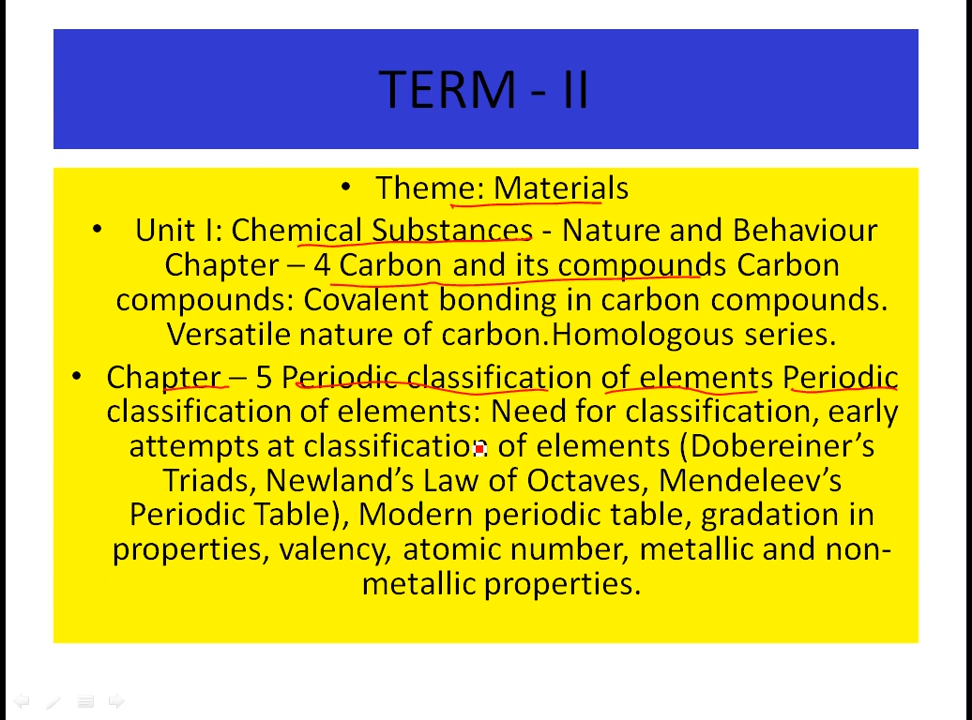 TERM - II
• Theme: Materials
• Unit I: Chemical Substances - Nature and Behaviour
Chapter – 4 Carbon and its compounds Carbon
compounds: Covalent bonding in carbon compounds.
Versatile nature of carbon.Homologous series.
• Chapter – 5 Periodic classification of elements Periodic
classification of elements: Need for classification, early
attempts at classification of elements (Dobereiner’s
Triads, Newland’s Law of Octaves, Mendeleev’s
Periodic Table), Modern periodic table, gradation in
properties, valency, atomic number, metallic and non-
metallic properties.